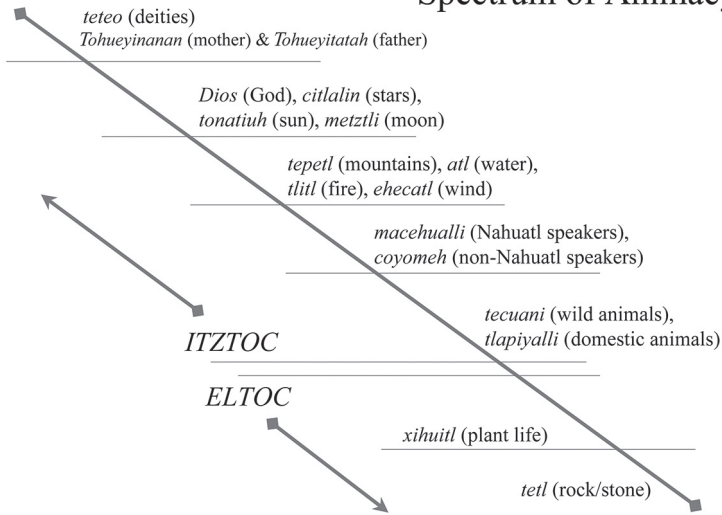 Spectrum of
teteo (deities)
Tohueyinanan (mother) & Tohueyitatah (father)
Dios (God), citlalin (stars),
tonatiuh (sun), metztli (moon)
tepetl (mountains), atl (water),
tlitl (fire), ehecatl (wind)
macehualli (Nahuatl speakers),
coyomeh (non-Nahuatl speakers)
tecuani (wild animals),
tlapiyalli (domestic animals)
ITZTOC
ELTOC
xihuitl (plant life)
tetl (rock/stone)